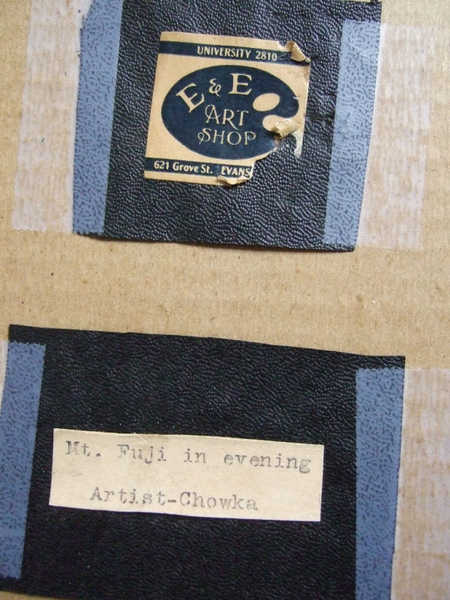 UNIVERSITY 2810
E & E
ART
SHOP
621 Grove St. EVANS
Mt. Fuji in evening
Artist-Chowka